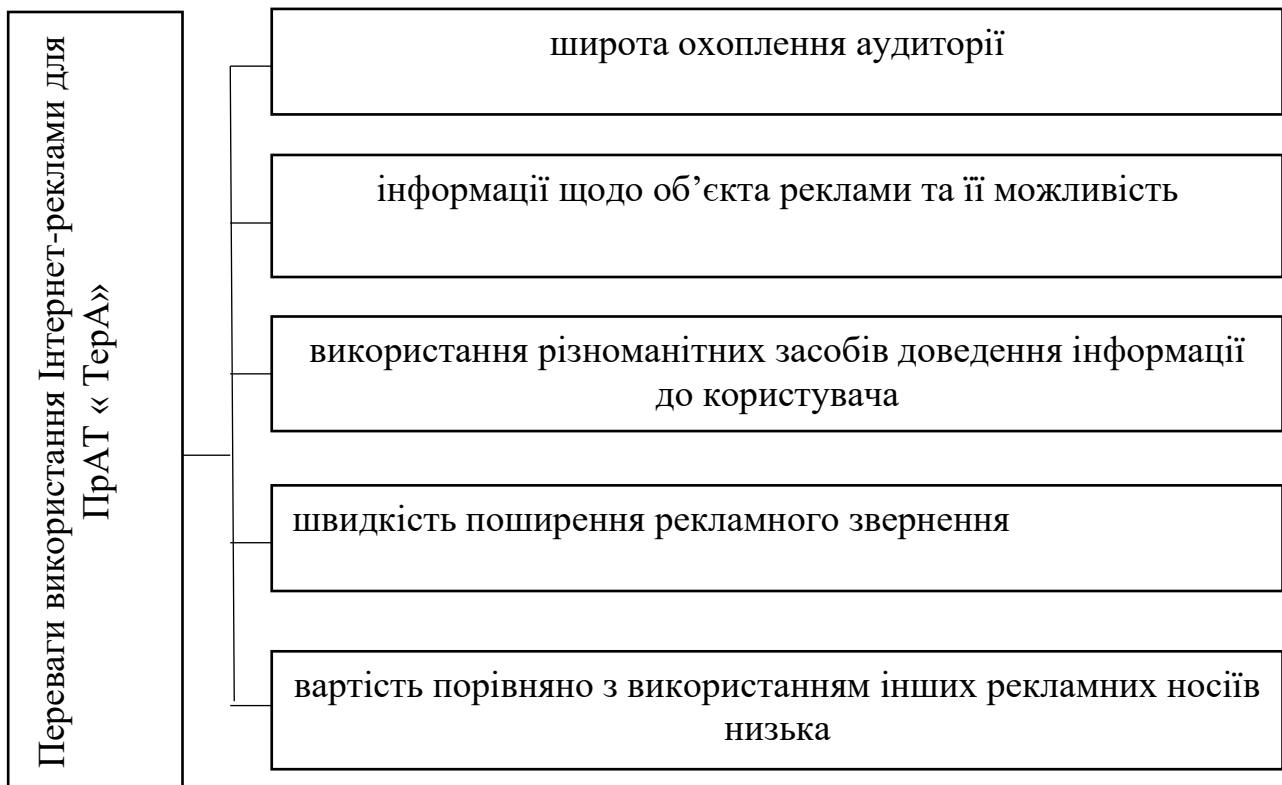 Переваги використання Інтернет-реклами для
ПрАТ « ТерА»
широта охоплення аудиторії
інформації щодо об’єкта реклами та її можливість
використання різноманітних засобів доведення інформації
до користувача
швидкість поширення рекламного звернення
вартість порівняно з використанням інших рекламних носіїв
низька